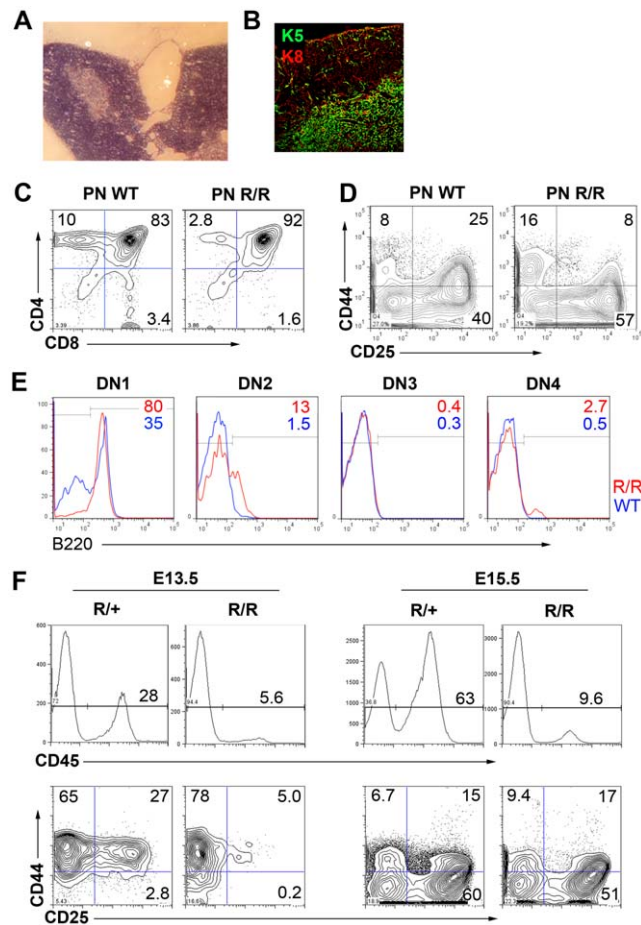 A
B
K5
K8
C
PN WT
PN R/R
10
83
2.8
92
3.4
1.6
CD4
CD8
D
PN WT
PN R/R
8
25
16
8
40
57
CD44
CD25
E
DN1
DN2
DN3
DN4
80
35
13
1.5
0.4
0.3
2.7
0.5
R/R
WT
B220
F
E13.5
E15.5
R/+
R/R
R/+
R/R
28
5.6
63
9.6
CD45
65
27
78
5.0
6.7
15
9.4
17
2.8
0.2
60
51
CD44
CD25